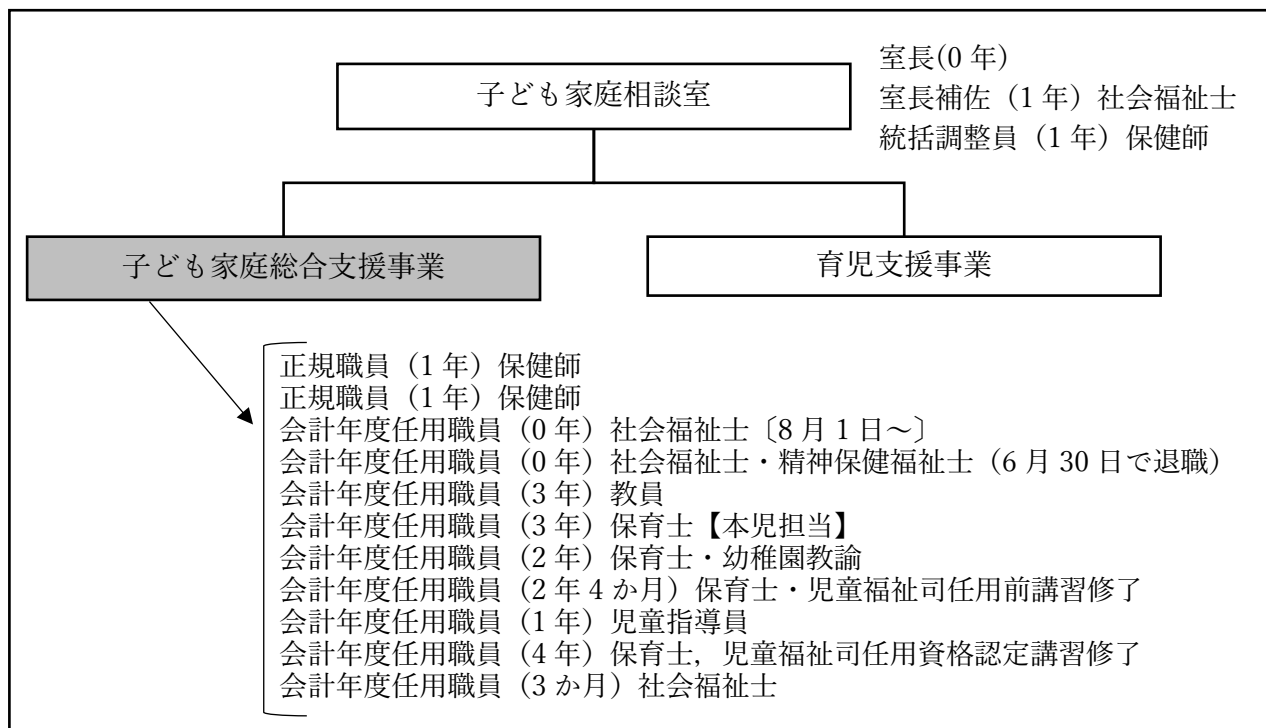 子ども家庭相談室
室長(0年)
室長補佐（1年）社会福祉士
統括調整員（1年）保健師
子ども家庭総合支援事業
育児支援事業
正規職員（1年）保健師
正規職員（1年）保健師
会計年度任用職員（0年）社会福祉士〔8月1日～〕
会計年度任用職員（0年）社会福祉士・精神保健福祉士（6月30日で退職）
会計年度任用職員（3年）教員
会計年度任用職員（3年）保育士【本児担当】
会計年度任用職員（2年）保育士・幼稚園教諭
会計年度任用職員（2年4か月）保育士・児童福祉司任用前講習修了
会計年度任用職員（1年）児童指導員
会計年度任用職員（4年）保育士，児童福祉司任用資格認定講習修了
会計年度任用職員（3か月）社会福祉士